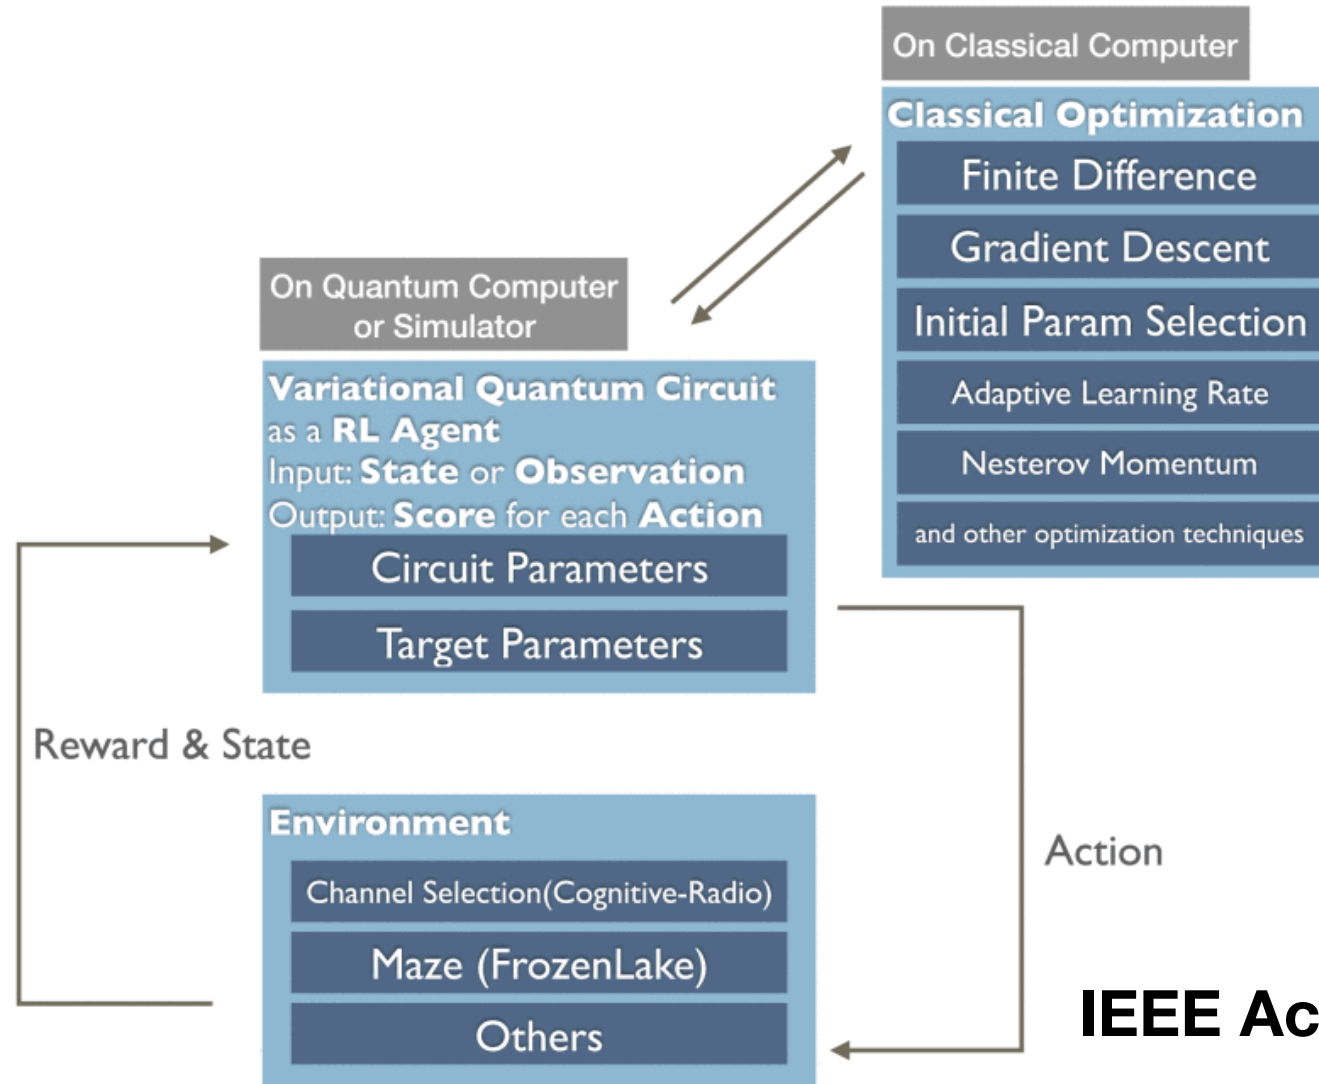 On Classical Computer
Classical Optimization
Finite Difference
Gradient Descent
Initial Param Selection
Adaptive Learning Rate
Nesterov Momentum
and other optimization techniques
On Quantum Computer
or Simulator
Variational Quantum Circuit
as a RL Agent
Input: State or Observation
Output: Score for each Action
Circuit Parameters
Target Parameters
Reward & State
Environment
Channel Selection(Cognitive-Radio)
Maze (FrozenLake)
Others
Action
IEEE Ac